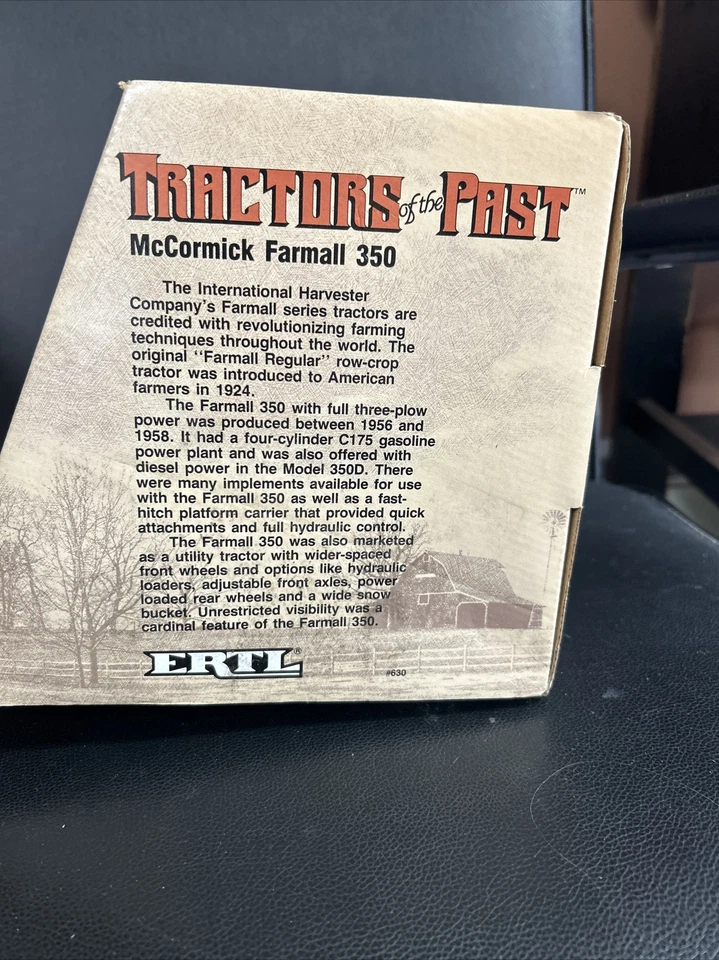 TRACTORS of the PAST™
McCormick Farmall 350
The International Harvester
Company's Farmall series tractors are
credited with revolutionizing farming
techniques throughout the world. The
original "Farmall Regular" row-crop
tractor was introduced to American
farmers in 1924.
The Farmall 350 with full three-plow
power was produced between 1956 and
1958. It had a four-cylinder C175 gasoline
power plant and was also offered with
diesel power in the Model 350D. There
were many implements available for use
with the Farmall 350 as well as a fast-
hitch platform carrier that provided quick
attachments and full hydraulic control.
The Farmall 350 was also marketed
as a utility tractor with wider-spaced
front wheels and options like hydraulic
loaders, adjustable front axles, power
loaded rear wheels and a wide snow
bucket. Unrestricted visibility was a
cardinal feature of the Farmall 350.
ERTL®
#630